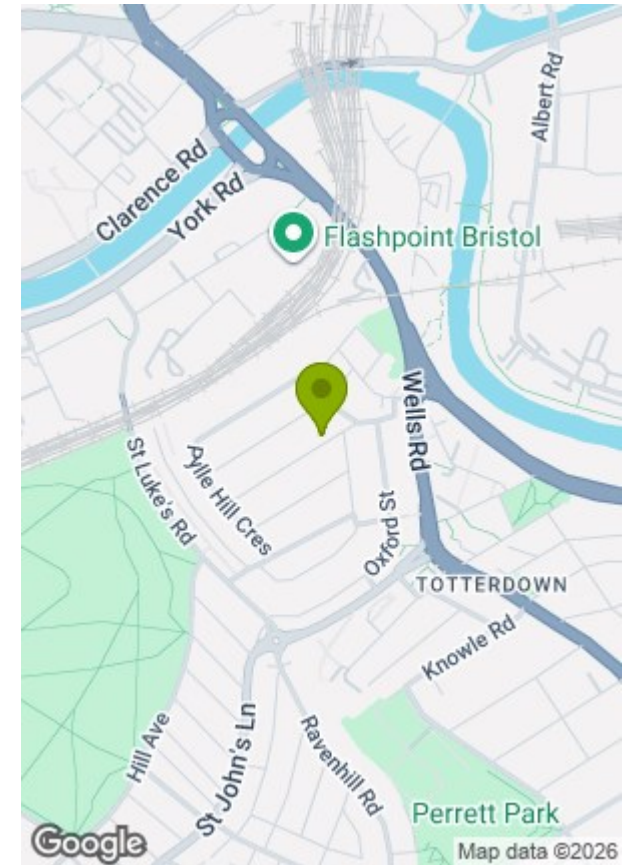 Albert Rd
Clarence Rd
York Rd
Flashpoint Bristol
Wells Rd
St Luke's Rd
Aylle Hill Cres
Oxford St
TOTTERDOWN
Knowle Rd
Hill Ave
St John's Ln
Ravenhill Rd
Perrett Park
Google
Map data ©2026